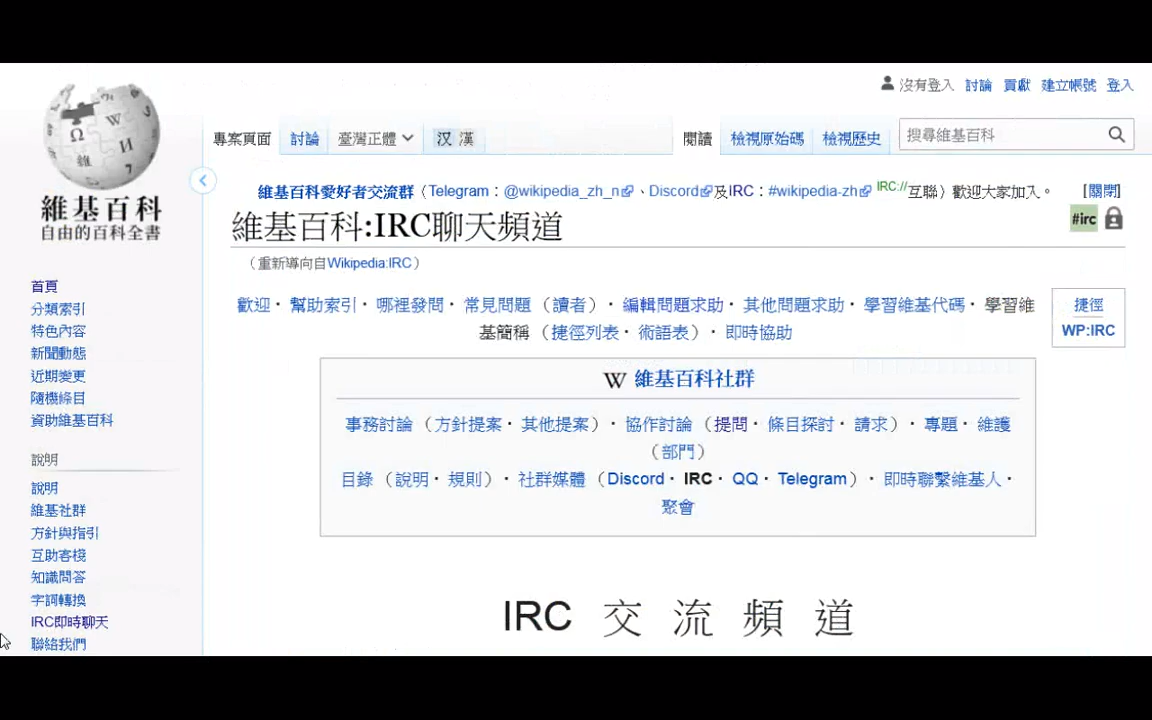 沒有登入 討論 貢獻 建立帳號 登入
專案頁面 討論 臺灣正體 汉 漢 閱讀 檢視原始碼 檢視歷史 搜尋維基百科
維基百科
自由的百科全書
維基百科愛好者交流群（Telegram：@wikipedia_zh_n、Discord及IRC：#wikipedia-zh IRC://互聯）歡迎大家加入。 [關閉]
維基百科:IRC聊天頻道 #irc
（重新導向自Wikipedia:IRC）
歡迎· 幫助索引· 哪裡發問· 常見問題 （讀者）· 編輯問題求助· 其他問題求助· 學習維基代碼· 學習維
基簡稱 （捷徑列表· 術語表）· 即時協助
捷徑
WP:IRC
維基百科社群
事務討論 （方針提案· 其他提案）· 協作討論 （提問· 條目探討· 請求）· 專題· 維護
（部門）
目錄 （說明· 規則）· 社群媒體 （Discord· IRC· QQ· Telegram）· 即時聯繫維基人·
聚會
IRC 交流頻道
首頁
分類索引
特色內容
新聞動態
近期變更
隨機條目
資助維基百科
說明
說明
維基社群
方針與指引
互助客棧
知識問答
字詞轉換
IRC即時聊天
聯絡我們